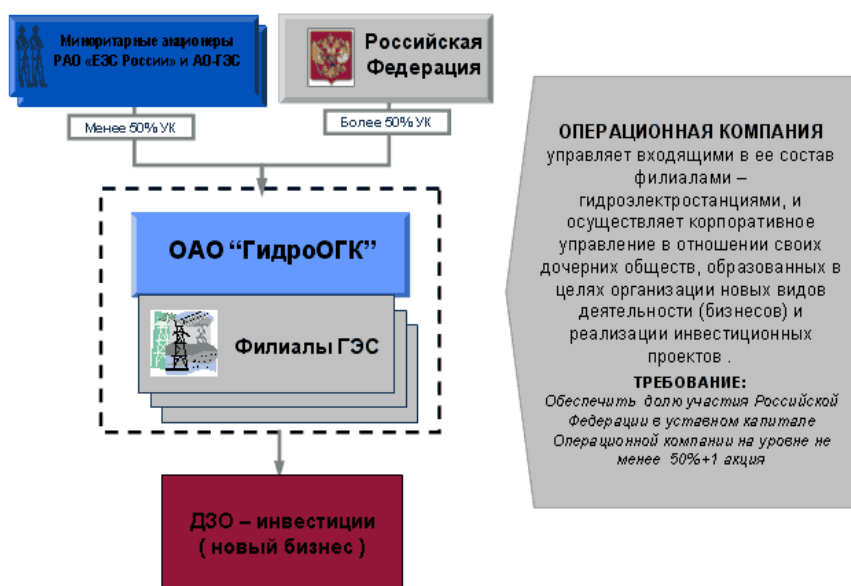 Миноритарные акционеры
РАО «ЕЭС России» и АО-ГЭС
Российская
Федерация
Менее 50% УК
Более 50% УК
ОАО “ГидроОГК”
Филиалы ГЭС
ДЗО – инвестиции
( новый бизнес )
ОПЕРАЦИОННАЯ КОМПАНИЯ
управляет входящими в ее состав
филиалами –
гидроэлектростанциями, и
осуществляет корпоративное
управление в отношении своих
дочерних обществ, образованных в
целях организации новых видов
деятельности (бизнесов) и
реализации инвестиционных
проектов .
ТРЕБОВАНИЕ:
Обеспечить долю участия Российской
Федерации в уставном капитале
Операционной компании на уровне не
менее 50%+1 акция